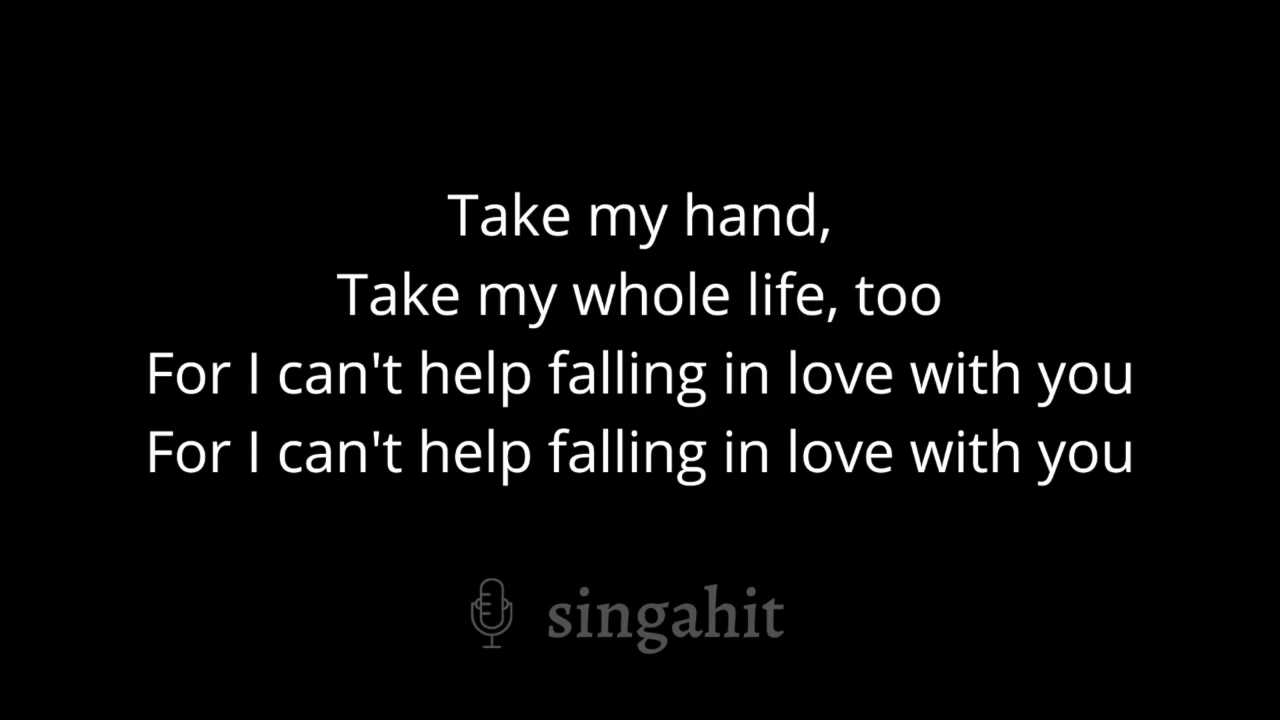 Take my hand,
Take my whole life, too
For I can't help falling in love with you
For I can't help falling in love with you
singahit